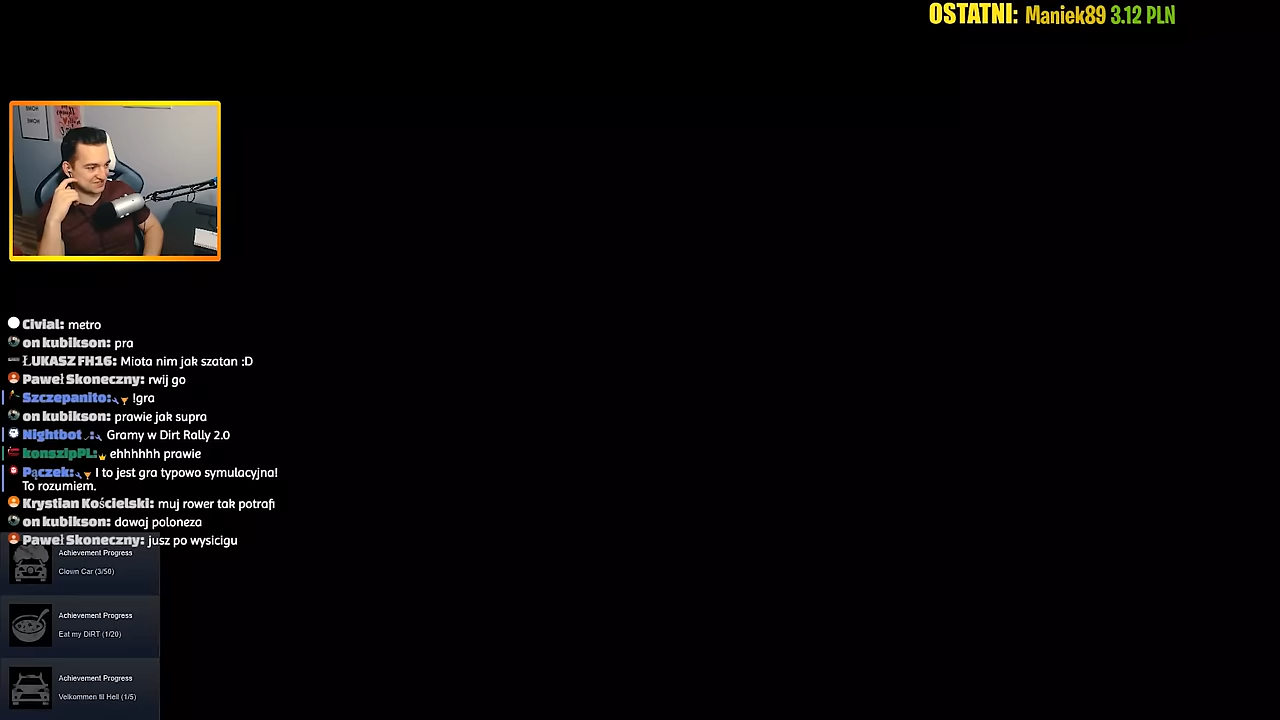 OSTATNI: Maniek89 3.12 PLN
HOME
Civial: metro
on kubikson: pra
ŁUKASZ FH16: Miota nim jak szatan :D
Paweł Skoneczny: rwij go
Szczepanito: !gra
on kubikson: prawie jak supra
Nightbot: Gramy w Dirt Rally 2.0
konszipPL: ehhhhhh prawie
Pączek: I to jest gra typowo symulacyjna!
To rozumiem.
Krystian Kościelski: muj rower tak potrafi
on kubikson: dawaj poloneza
Paweł Skoneczny: jusz po wysicigu
Achievement Progress
Clown Car (3/50)
Achievement Progress
Eat my DiRT (1/20)
Achievement Progress
Velkommen til Hell (1/5)